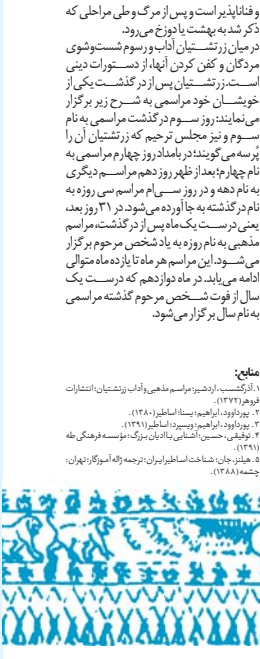 و فناناپذیر است و پس از مرگ و طی مراحلی که
ذکر شد به بهشت یا دوزخ می‌رود.
در میان زرتشتیان آداب و رسوم شست‌وشوی
مردگان و کفن کردن آنها، از دستورات دینی
است. زرتشتیان پس از درگذشت یکی از
خویشان خود مراسمی به شرح زیر برگزار
می‌نمایند: روز سوم درگذشت مراسمی به نام
سوم و نیز مجلس ترحیم که زرتشتیان آن را
پُرسه می‌گویند؛ در بامداد روز چهارم مراسمی به
نام چهارم؛ بعد از ظهر روز دهم مراسم دیگری
به نام دهه و در روز سی‌ام مراسم سی روزه به
نام درگذشته به جا آورده می‌شود. در ۳۱ روز بعد،
یعنی درست یک ماه پس از درگذشت، مراسم
مذهبی به نام روزه به یاد شخص مرحوم برگزار
می‌شود. این مراسم هر ماه تا یازده ماه متوالی
ادامه می‌یابد. در ماه دوازدهم که درست یک
سال از فوت شخص مرحوم گذشته مراسمی
به نام سال برگزار می‌شود.
منابع:
۱. آذرگشسب، اردشیر؛ مراسم مذهبی و آداب زرتشتیان؛ انتشارات
فروهر (۱۳۷۲).
۲. پورداوود، ابراهیم؛ یسنا؛ اساطیر (۱۳۸۰).
۳. پورداوود، ابراهیم؛ ویسپرد؛ اساطیر (۱۳۹۱).
۴. توفیقی، حسین؛ آشنایی با ادیان بزرگ؛ مؤسسه فرهنگی طه
(۱۳۹۱).
۵. هیلنز، جان؛ شناخت اساطیر ایران؛ ترجمه ژاله آموزگار؛ تهران:
چشمه (۱۳۸۸).